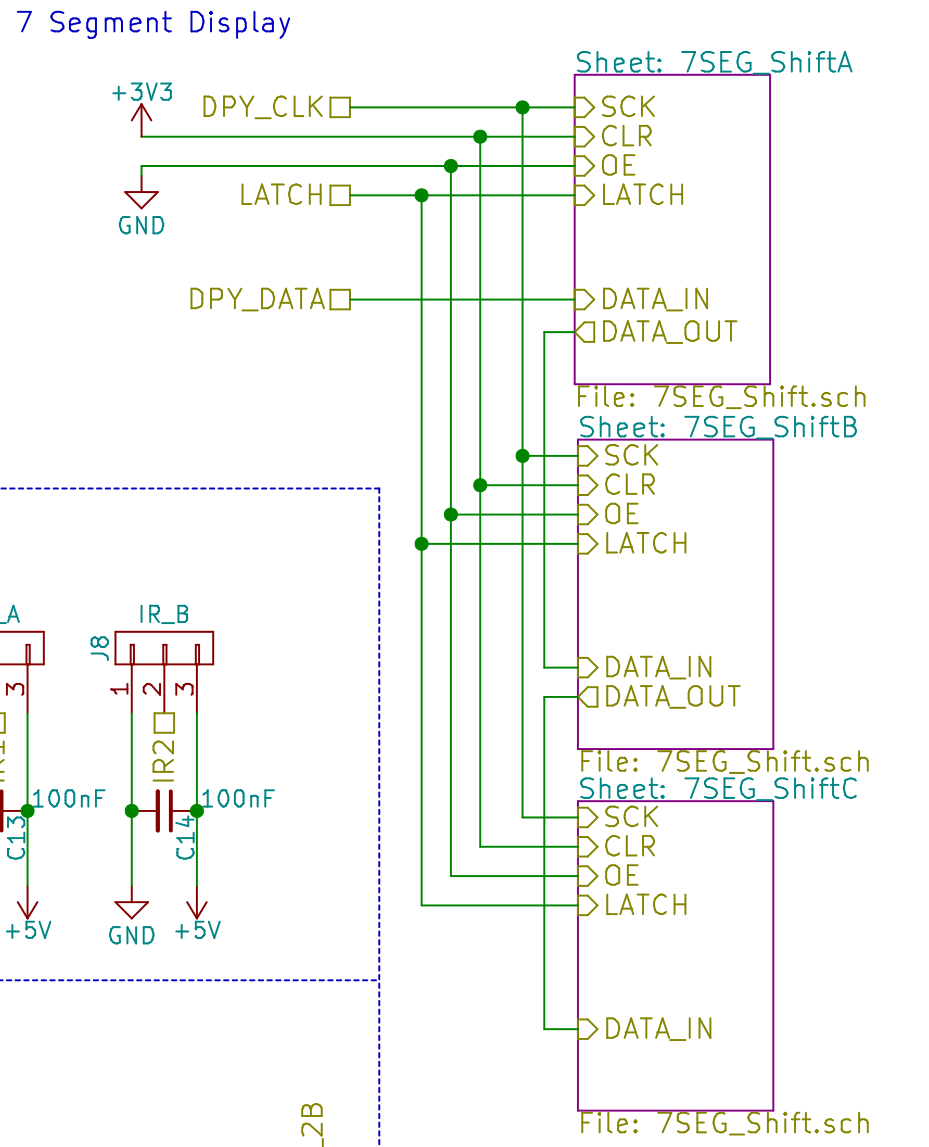 7 Segment Display
Sheet: 7SEG_ShiftA
+3V3
DPY_CLK
SCK
CLR
OE
LATCH
LATCH
GND
DPY_DATA
DATA_IN
DATA_OUT
File: 7SEG_Shift.sch
Sheet: 7SEG_ShiftB
SCK
CLR
OE
LATCH
DATA_IN
DATA_OUT
File: 7SEG_Shift.sch
Sheet: 7SEG_ShiftC
SCK
CLR
OE
LATCH
DATA_IN
File: 7SEG_Shift.sch
_A
3
IR1
100nF
C13
+5V
IR_B
J8
1
2
3
IR2
100nF
C14
GND
+5V
_2B